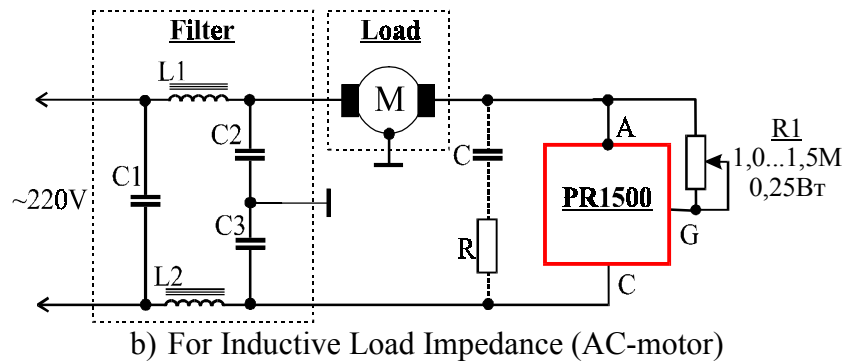 Filter
Load
L1
M
C2
C1
C3
~220V
L2
C
R
A
PR1500
G
C
R1
1,0...1,5М
0,25Вт
b) For Inductive Load Impedance (AC-motor)